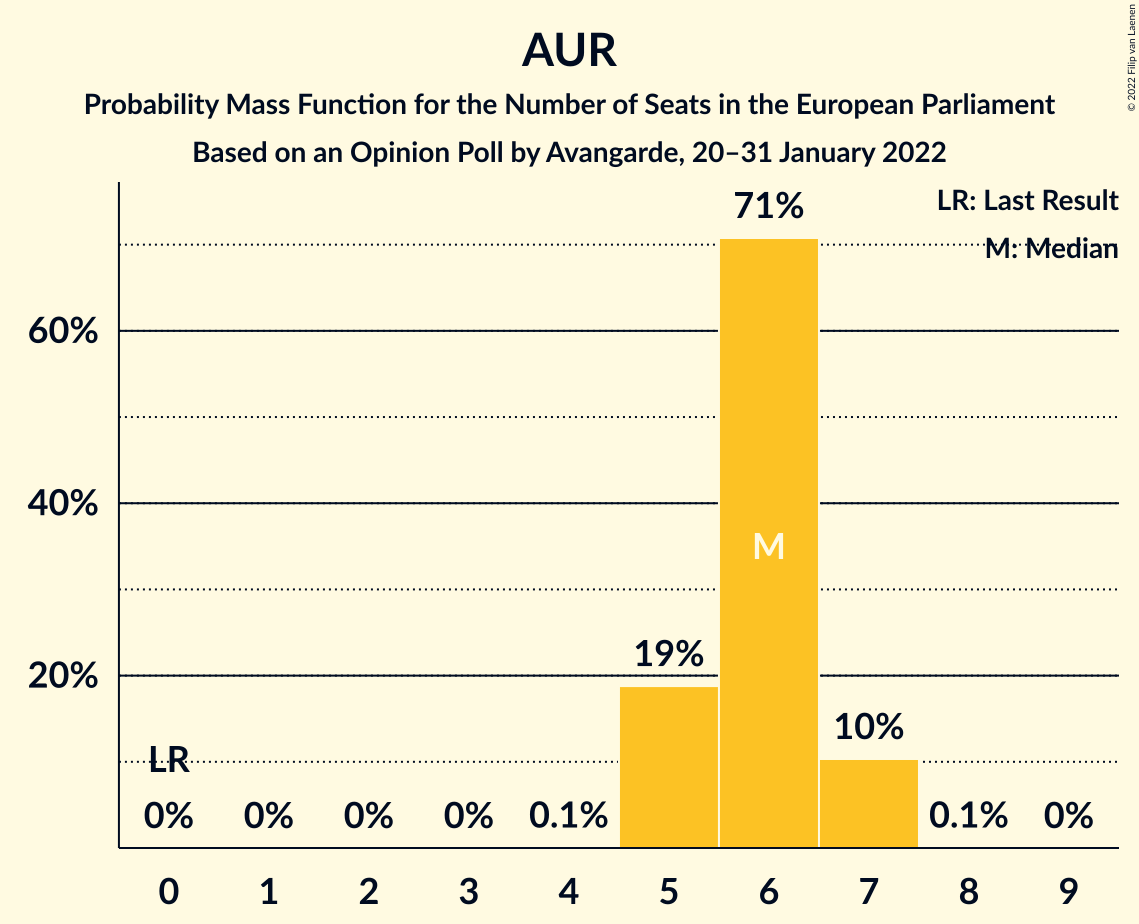 AUR
Probability Mass Function for the Number of Seats in the European Parliament
Based on an Opinion Poll by Avangarde, 20–31 January 2022
© 2022 Filip van Laenen
LR: Last Result
M: Median
71%
60%
40%
M
19%
20%
10%
LR
0% 0% 0% 0% 0.1% 0.1% 0%
0 1 2 3 4 5 6 7 8 9